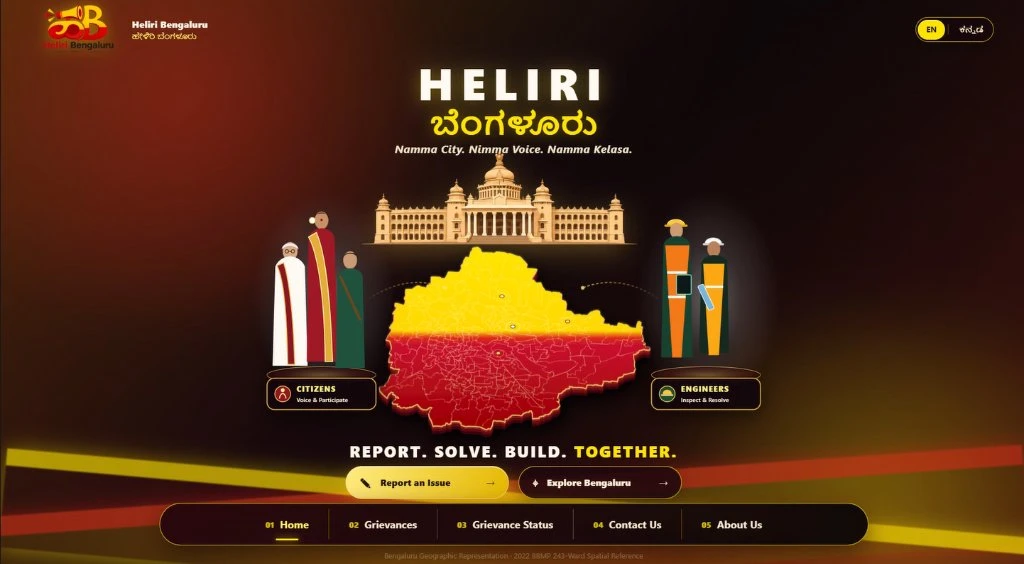 Heliri Bengaluru
Heliri Bengaluru
ಹೇಳಿರಿ ಬೆಂಗಳೂರು
EN
ಕನ್ನಡ
HELIRI
ಬೆಂಗಳೂರು
Namma City. Nimma Voice. Namma Kelasa.
CITIZENS
Voice & Participate
ENGINEERS
Inspect & Resolve
REPORT. SOLVE. BUILD. TOGETHER.
Report an Issue →
Explore Bengaluru →
01 Home
02 Grievances
03 Grievance Status
04 Contact Us
05 About Us
Bengaluru Geographic Representation · 2022 BBMP 243-Ward Spatial Reference